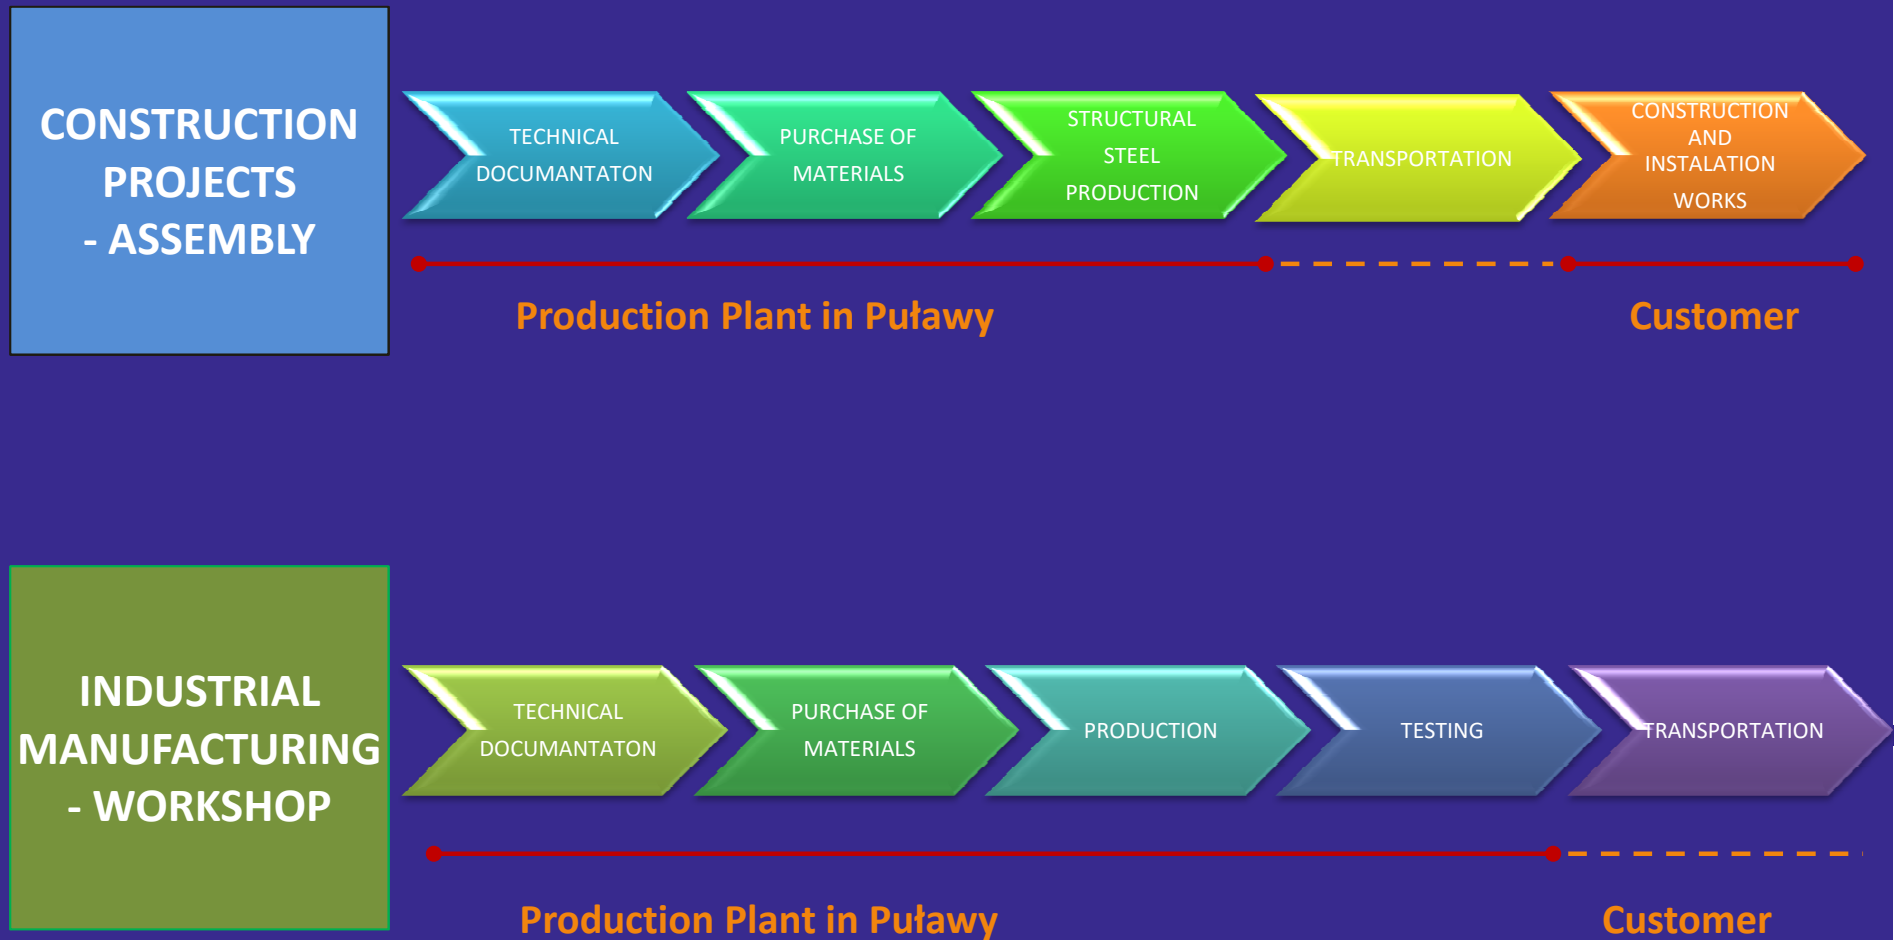 CONSTRUCTION
PROJECTS
- ASSEMBLY
TECHNICAL
DOCUMANTATON
PURCHASE OF
MATERIALS
STRUCTURAL
STEEL
PRODUCTION
TRANSPORTATION
CONSTRUCTION
AND
INSTALATION
WORKS
Production Plant in Puławy
Customer
INDUSTRIAL
MANUFACTURING
- WORKSHOP
TECHNICAL
DOCUMANTATON
PURCHASE OF
MATERIALS
PRODUCTION
TESTING
TRANSPORTATION
Production Plant in Puławy
Customer